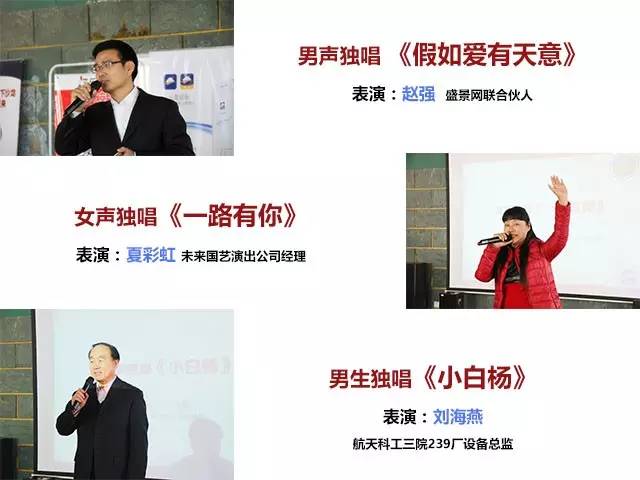 男声独唱《假如爱有天意》
表演：赵强 盛景网联合伙人
女声独唱《一路有你》
表演：夏彩虹 未来国艺演出公司经理
男生独唱《小白杨》
表演：刘海燕
航天科工三院239厂设备总监